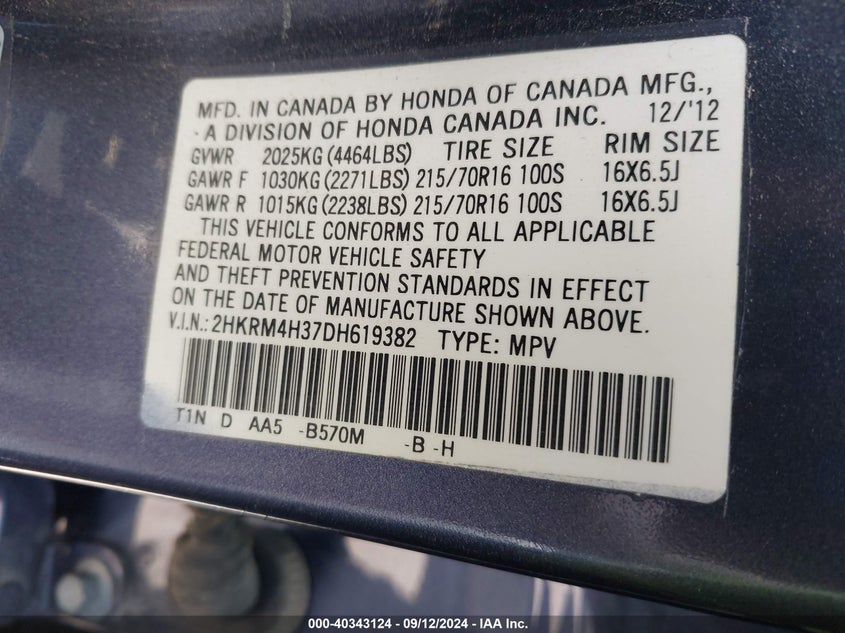 MFD. IN CANADA BY HONDA OF CANADA MFG.,
A DIVISION OF HONDA CANADA INC. 12/'12
GVWR 2025KG (4464LBS) TIRE SIZE RIM SIZE
GAWR F 1030KG (2271LBS) 215/70R16 100S 16X6.5J
GAWR R 1015KG (2238LBS) 215/70R16 100S 16X6.5J
THIS VEHICLE CONFORMS TO ALL APPLICABLE
FEDERAL MOTOR VEHICLE SAFETY
AND THEFT PREVENTION STANDARDS IN EFFECT
ON THE DATE OF MANUFACTURE SHOWN ABOVE.
V.I.N.: 2HKRM4H37DH619382 TYPE: MPV
T1N D AA5 -B570M -B -H
000-40343124 - 09/12/2024 - IAA Inc.